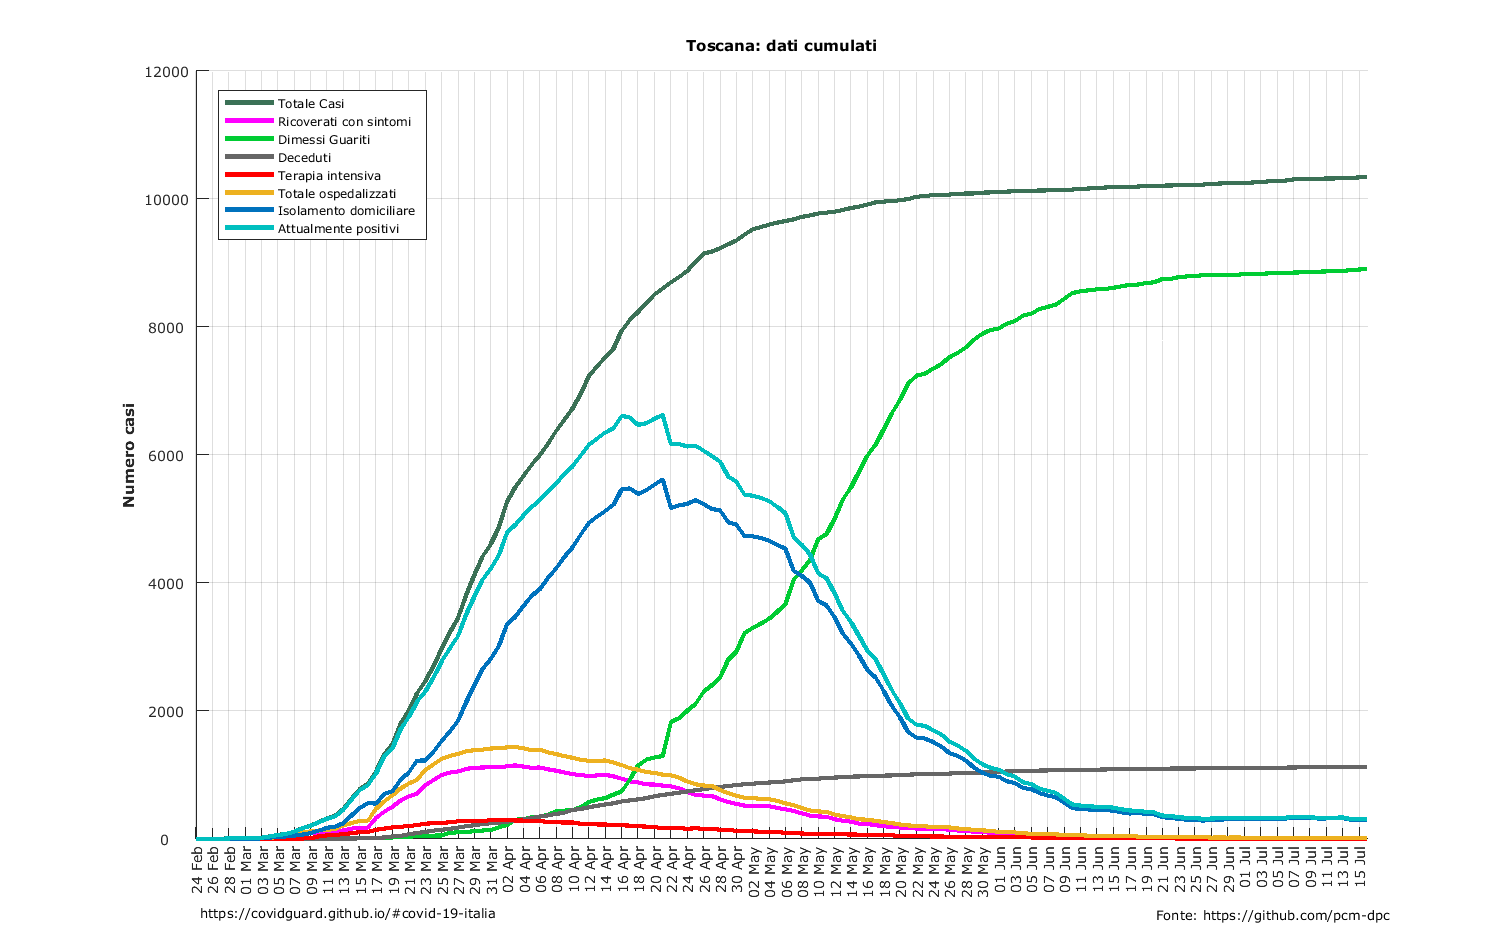 Toscana: dati cumulati
12000
10000
8000
6000
4000
2000
0
Numero casi
Totale Casi
Ricoverati con sintomi
Dimessi Guariti
Deceduti
Terapia intensiva
Totale ospedalizzati
Isolamento domiciliare
Attualmente positivi
24 Feb
26 Feb
28 Feb
01 Mar
03 Mar
05 Mar
07 Mar
09 Mar
11 Mar
13 Mar
15 Mar
17 Mar
19 Mar
21 Mar
23 Mar
25 Mar
27 Mar
29 Mar
31 Mar
02 Apr
04 Apr
06 Apr
08 Apr
10 Apr
12 Apr
14 Apr
16 Apr
18 Apr
20 Apr
22 Apr
24 Apr
26 Apr
28 Apr
30 Apr
02 May
04 May
06 May
08 May
10 May
12 May
14 May
16 May
18 May
20 May
22 May
24 May
26 May
28 May
30 May
01 Jun
03 Jun
05 Jun
07 Jun
09 Jun
11 Jun
13 Jun
15 Jun
17 Jun
19 Jun
21 Jun
23 Jun
25 Jun
27 Jun
29 Jun
01 Jul
03 Jul
05 Jul
07 Jul
09 Jul
11 Jul
13 Jul
15 Jul
https://covidguard.github.io/#covid-19-italia
Fonte: https://github.com/pcm-dpc